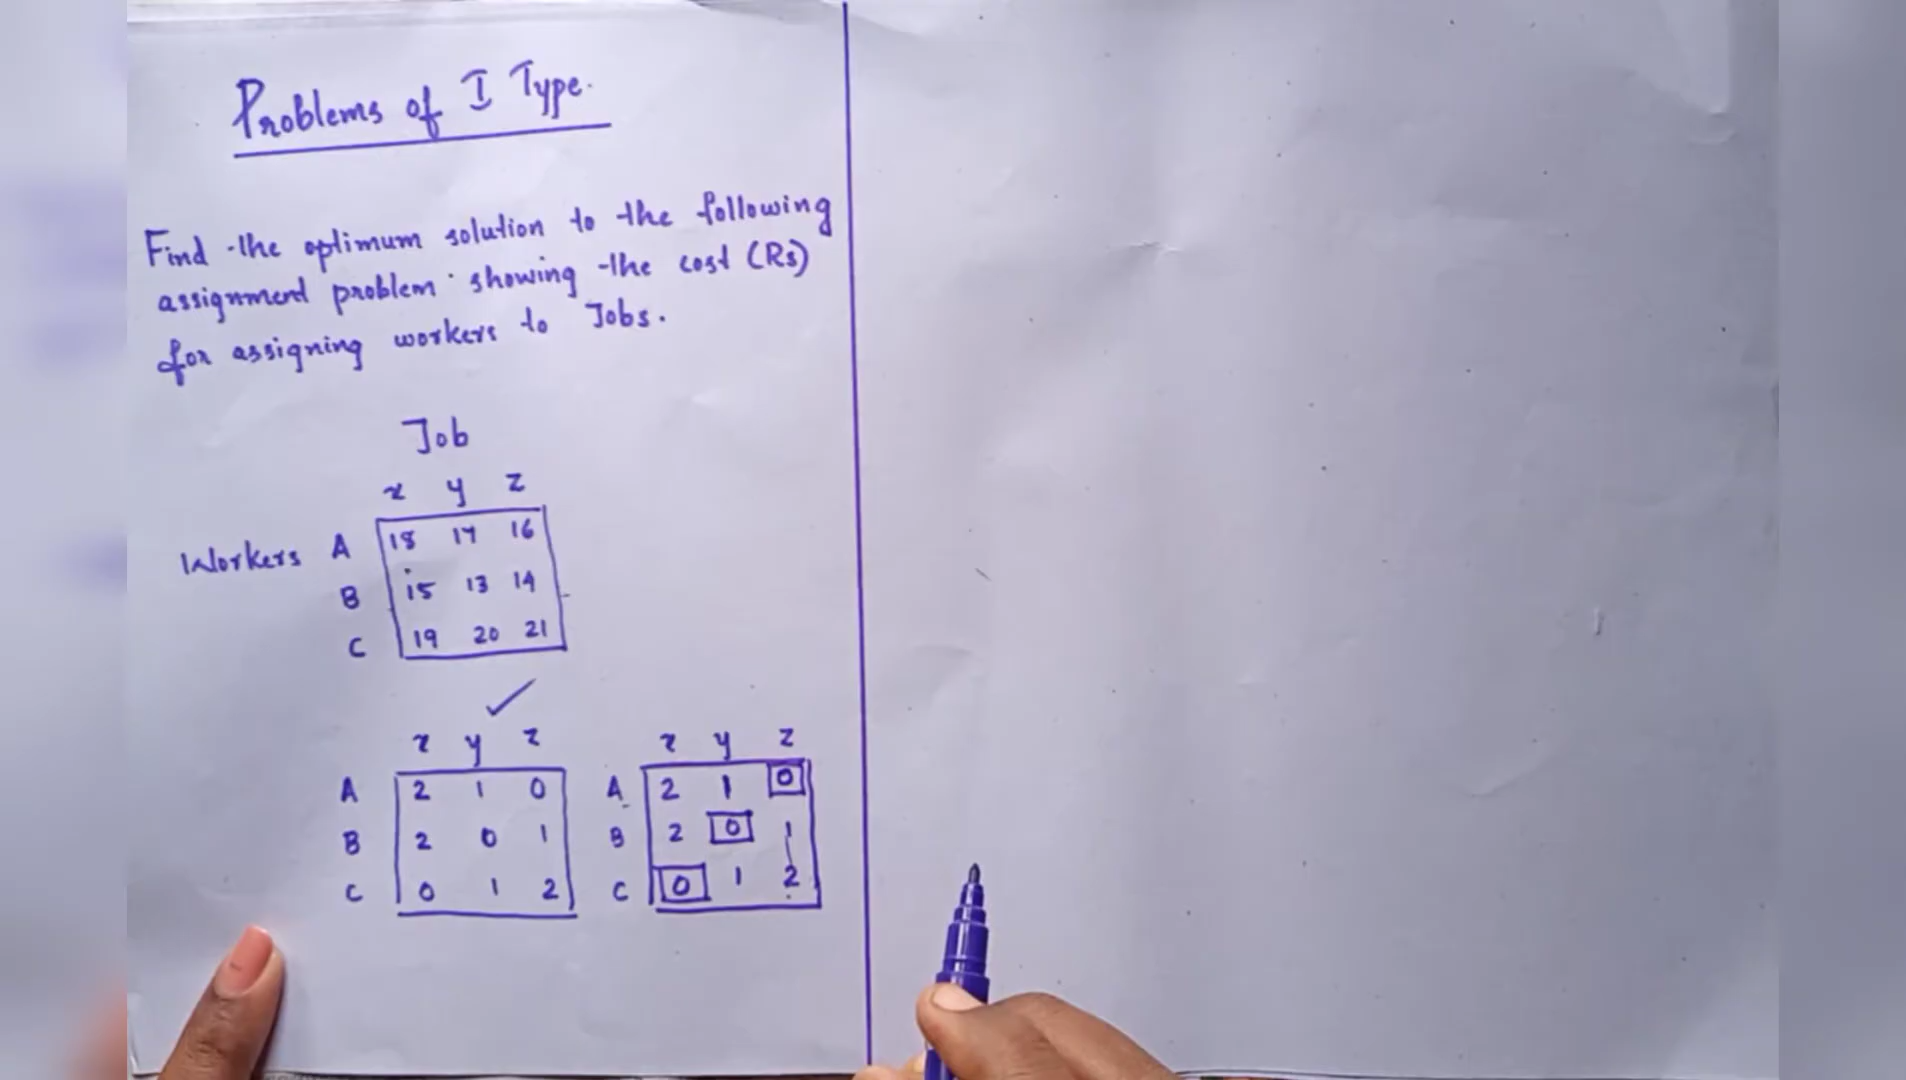 Problems of I Type.
Find the optimum solution to the following
assignment problem showing the cost (Rs)
for assigning workers to Jobs.
Job
x y z
Workers A 18 17 16
B 15 13 14
C 19 20 21
✓
x y z
A 2 1 0
B 2 0 1
C 0 1 2
x y z
A 2 1 0
B 2 0 1
C 0 1 2